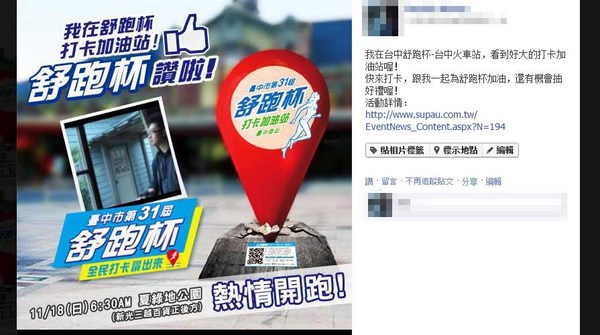 我在舒跑杯
打卡加油站！
舒跑杯 讚啦！
臺中市第31屆
舒跑杯
打卡加油站
臺中市第31屆
舒跑杯
全民打卡讚出來
11/18(日)6:30AM 夏綠地公園
(新光三越百貨正後方)
熱情開跑！
我在台中舒跑杯-台中火車站，看到好大的打卡加
油站喔！
快來打卡，跟我一起為舒跑杯加油，還有機會抽
好禮喔！
活動詳情：
http://www.supau.com.tw/
EventNews_Content.aspx?N=194
貼相片標籤 標示地點 編輯
讚．留言．不再追蹤貼文．分享．編輯